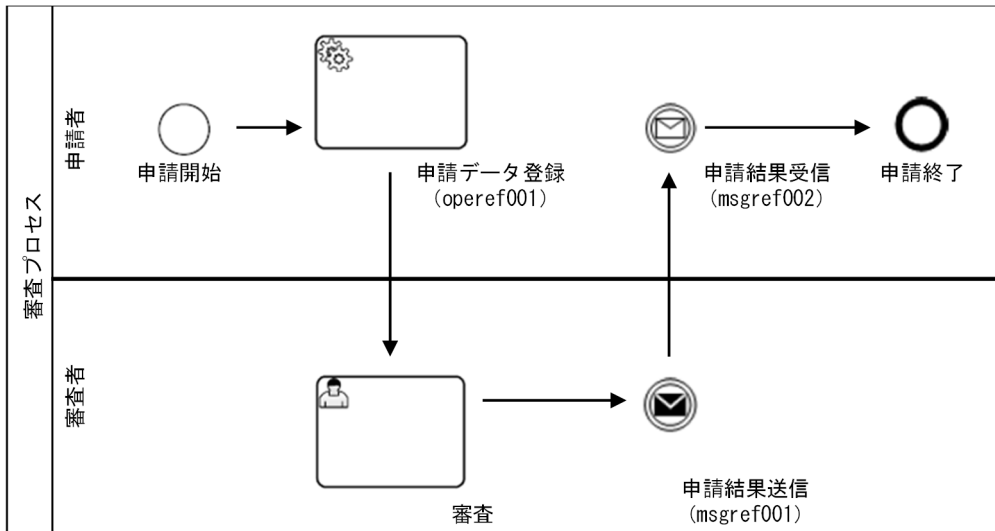 審査プロセス
申請者
申請開始
申請データ登録
(operef001)
申請結果受信
(msgref002)
申請終了
審査者
審査
申請結果送信
(msgref001)